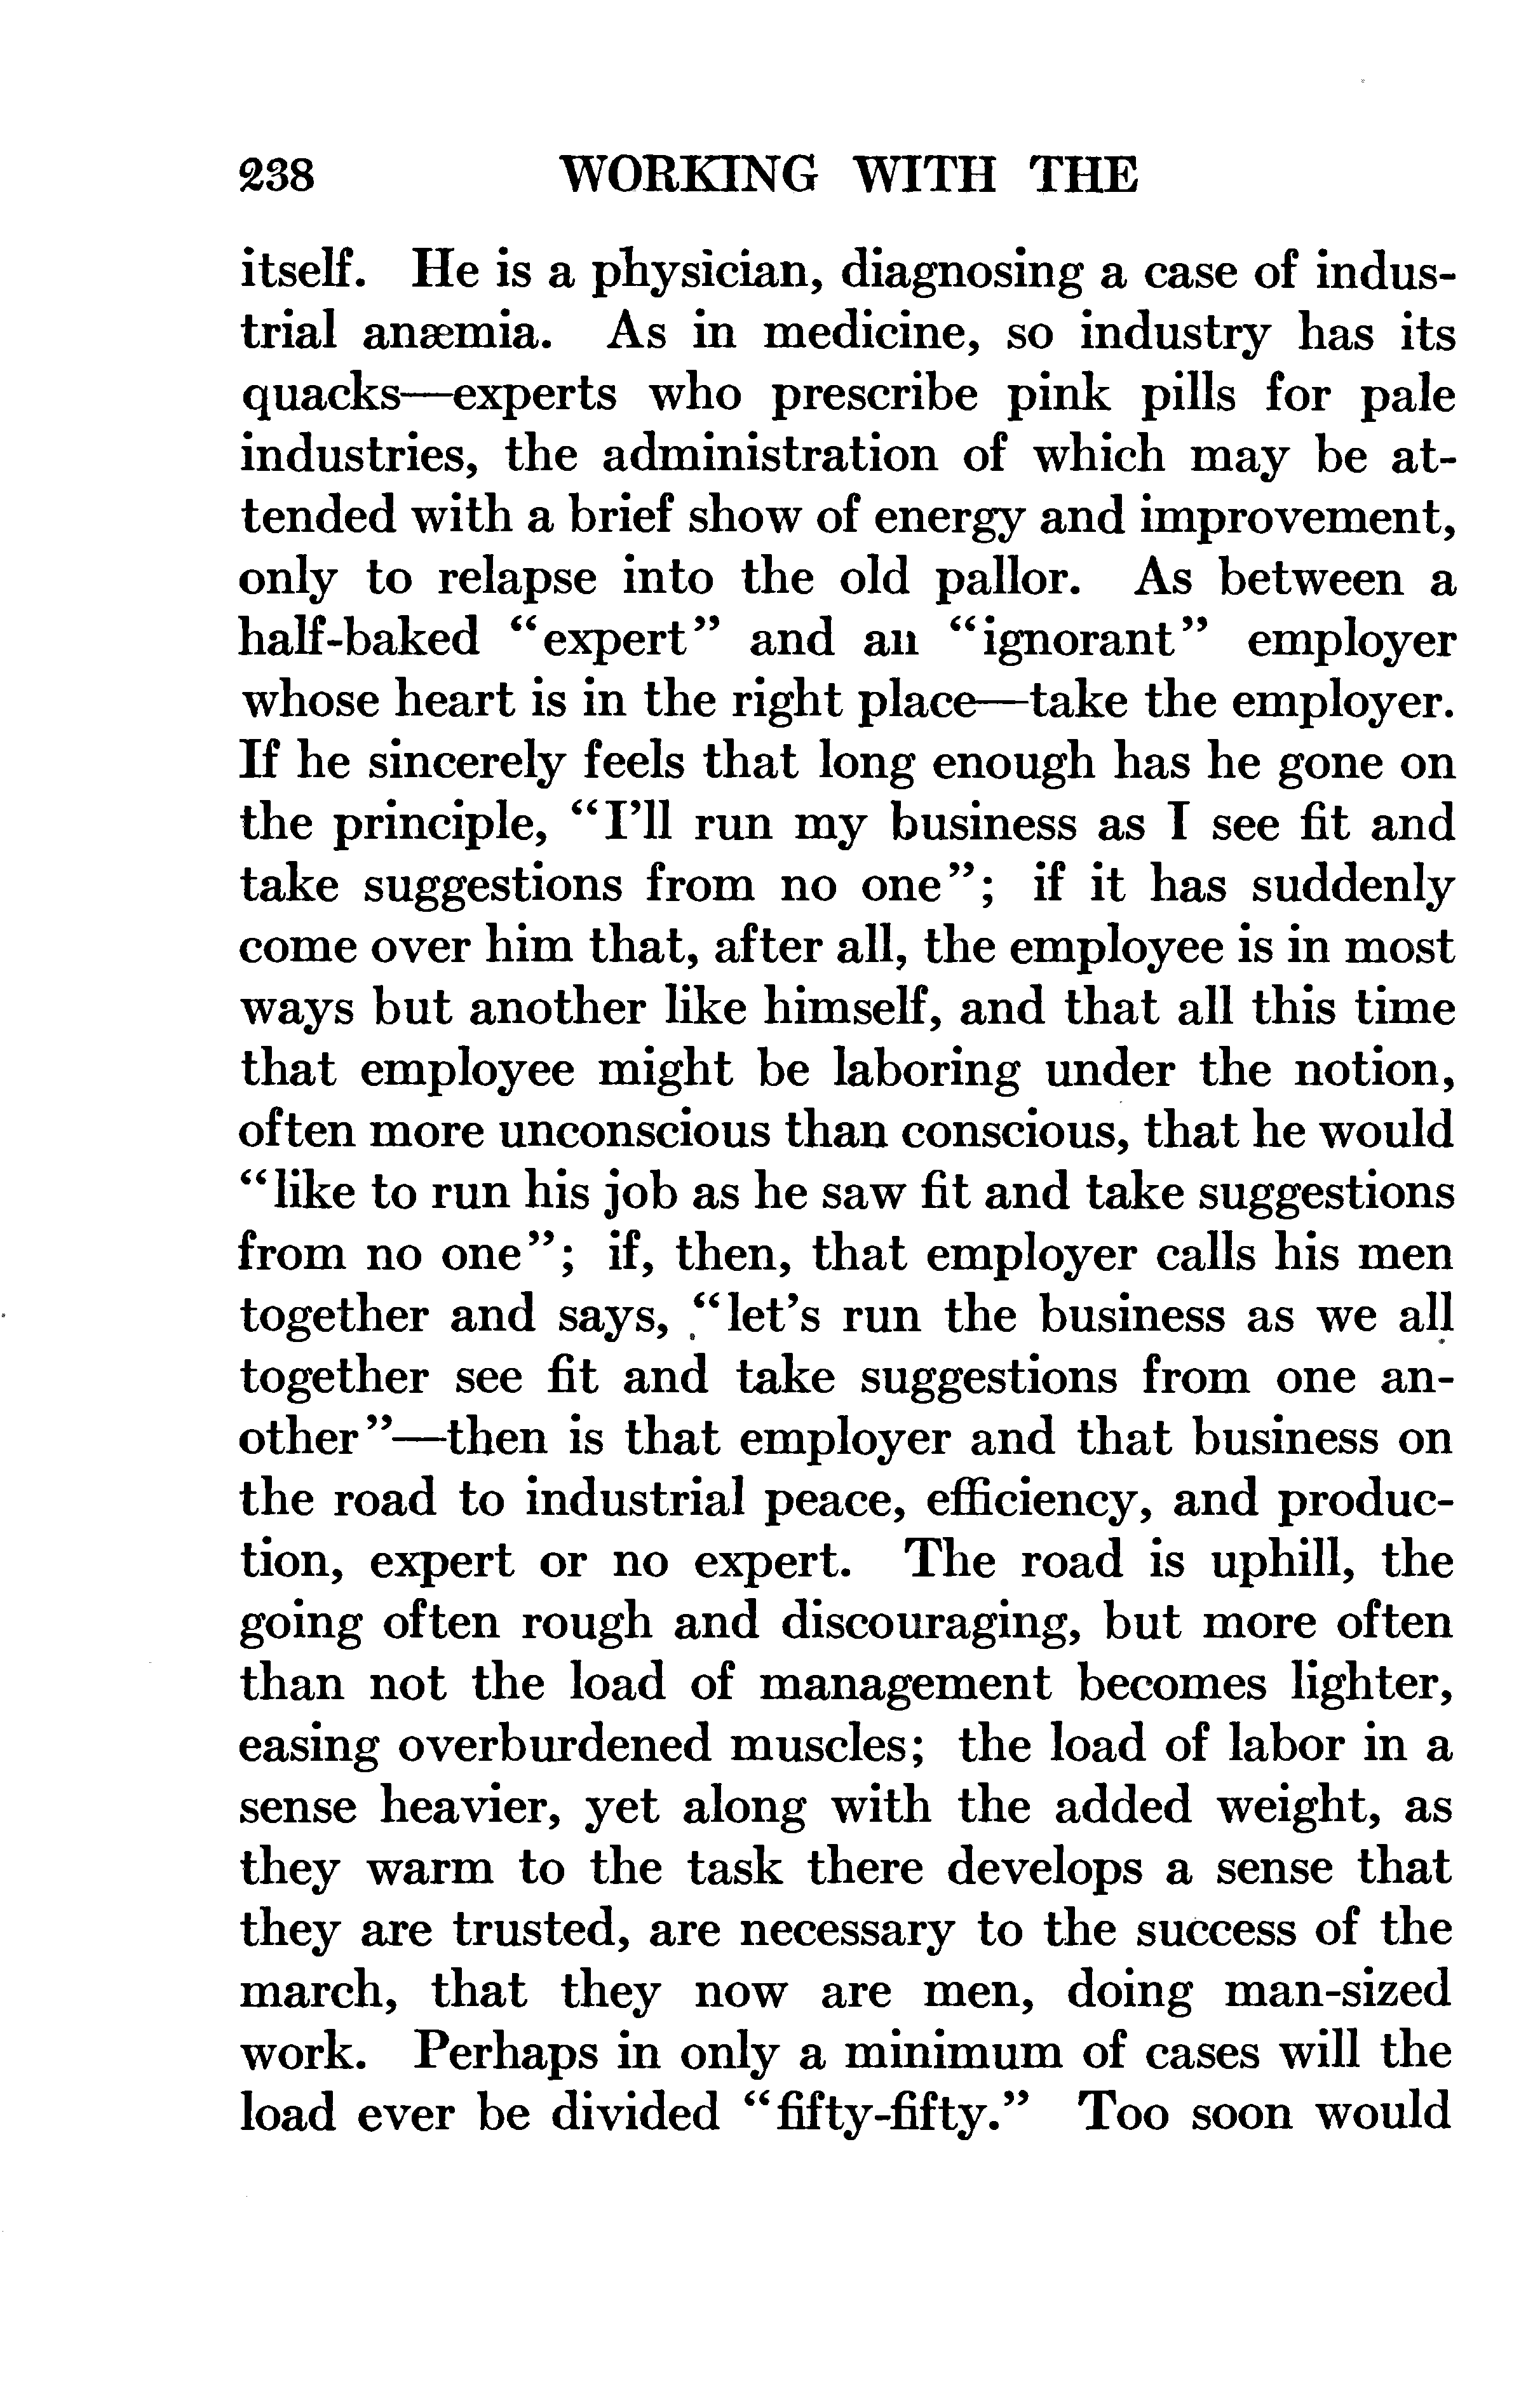 238 WORKING WITH THE
itself. He is a physician, diagnosing a case of indus-
trial anæmia. As in medicine, so industry has its
quacks—experts who prescribe pink pills for pale
industries, the administration of which may be at-
tended with a brief show of energy and improvement,
only to relapse into the old pallor. As between a
half-baked “expert” and an “ignorant” employer
whose heart is in the right place—take the employer.
If he sincerely feels that long enough has he gone on
the principle, “I’ll run my business as I see fit and
take suggestions from no one”; if it has suddenly
come over him that, after all, the employee is in most
ways but another like himself, and that all this time
that employee might be laboring under the notion,
often more unconscious than conscious, that he would
“like to run his job as he saw fit and take suggestions
from no one”; if, then, that employer calls his men
together and says, “let’s run the business as we all
together see fit and take suggestions from one an-
other”—then is that employer and that business on
the road to industrial peace, efficiency, and produc-
tion, expert or no expert. The road is uphill, the
going often rough and discouraging, but more often
than not the load of management becomes lighter,
easing overburdened muscles; the load of labor in a
sense heavier, yet along with the added weight, as
they warm to the task there develops a sense that
they are trusted, are necessary to the success of the
march, that they now are men, doing man-sized
work. Perhaps in only a minimum of cases will the
load ever be divided “fifty-fifty.” Too soon would